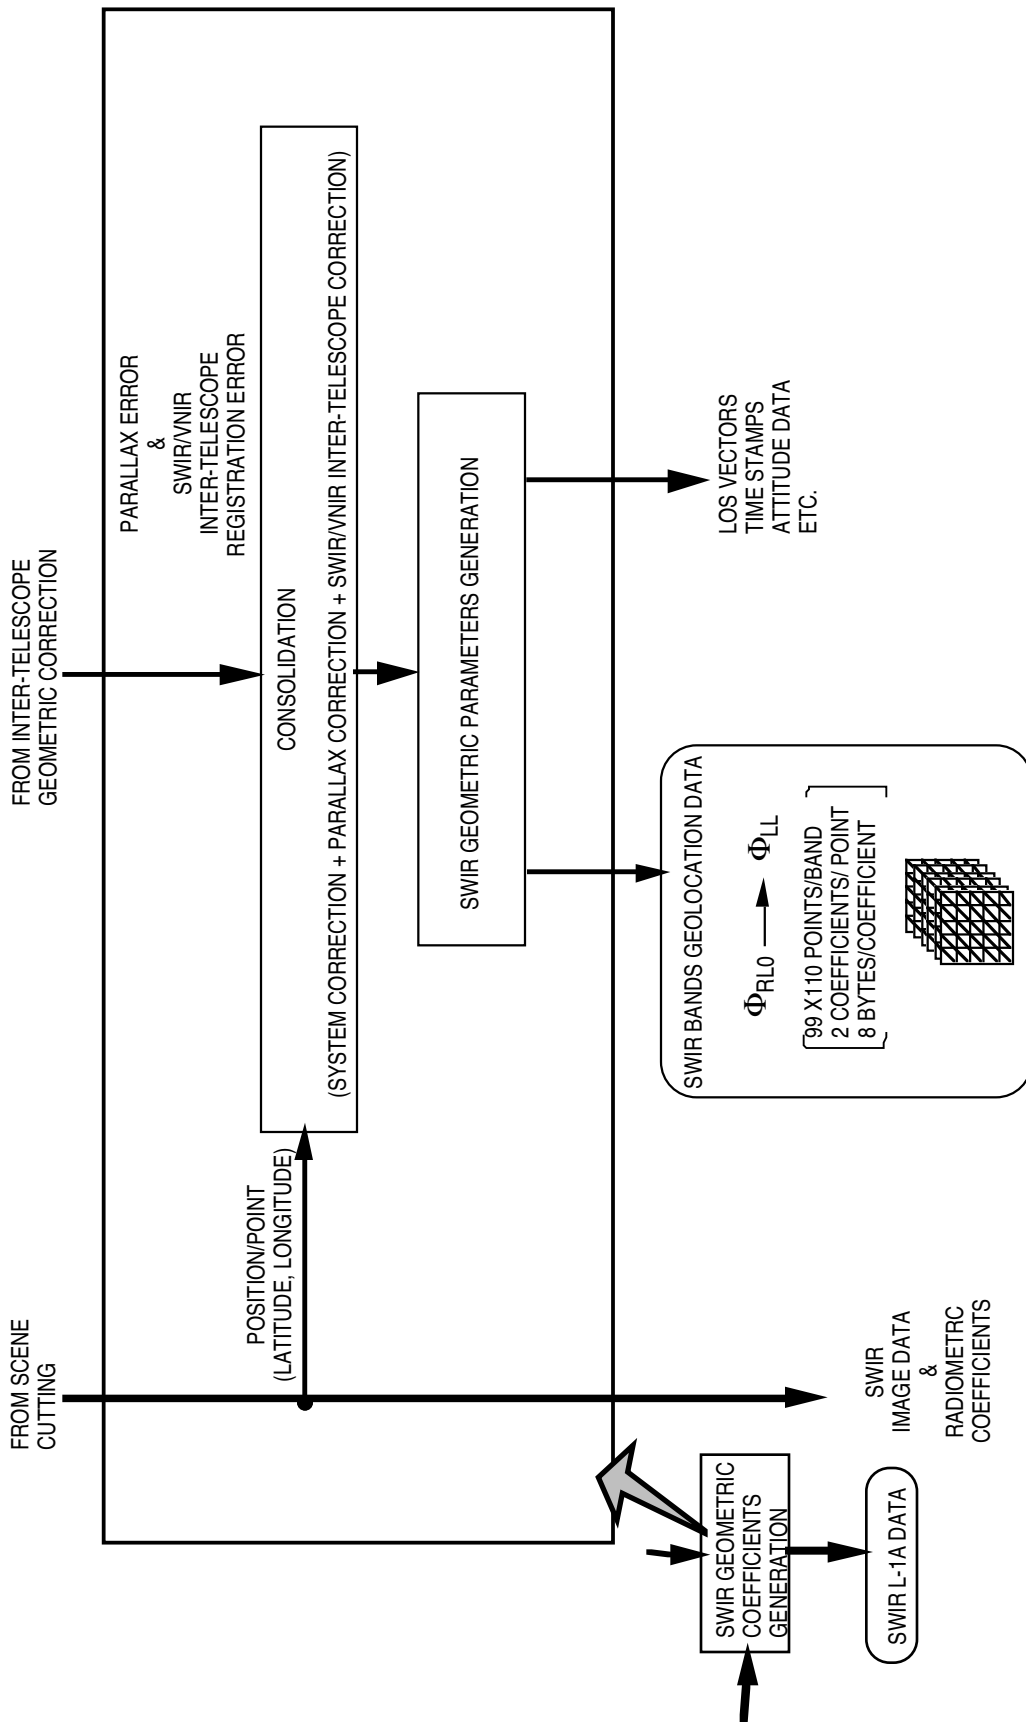 FROM SCENE
CUTTING
FROM INTER-TELESCOPE
GEOMETRIC CORRECTION
PARALLAX ERROR
&
SWIR/VNIR
INTER-TELESCOPE
REGISTRATION ERROR
POSITION/POINT
(LATITUDE, LONGITUDE)
CONSOLIDATION
(SYSTEM CORRECTION + PARALLAX CORRECTION + SWIR/VNIR INTER-TELESCOPE CORRECTION)
SWIR GEOMETRIC PARAMETERS GENERATION
SWIR GEOMETRIC
COEFFICIENTS
GENERATION
SWIR L-1A DATA
SWIR
IMAGE DATA
&
RADIOMETRC
COEFFICIENTS
SWIR BANDS GEOLOCATION DATA
Φ_RL0 → Φ_LL
99 X110 POINTS/BAND
2 COEFFICIENTS/ POINT
8 BYTES/COEFFICIENT
LOS VECTORS
TIME STAMPS
ATTITUDE DATA
ETC.